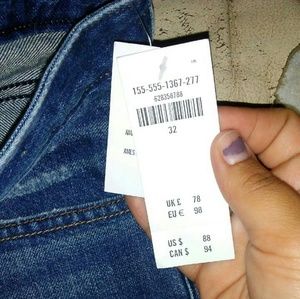 155-555-1367-277
628358788
32
UK £ 78
EU € 98
US $ 88
CAN $ 94